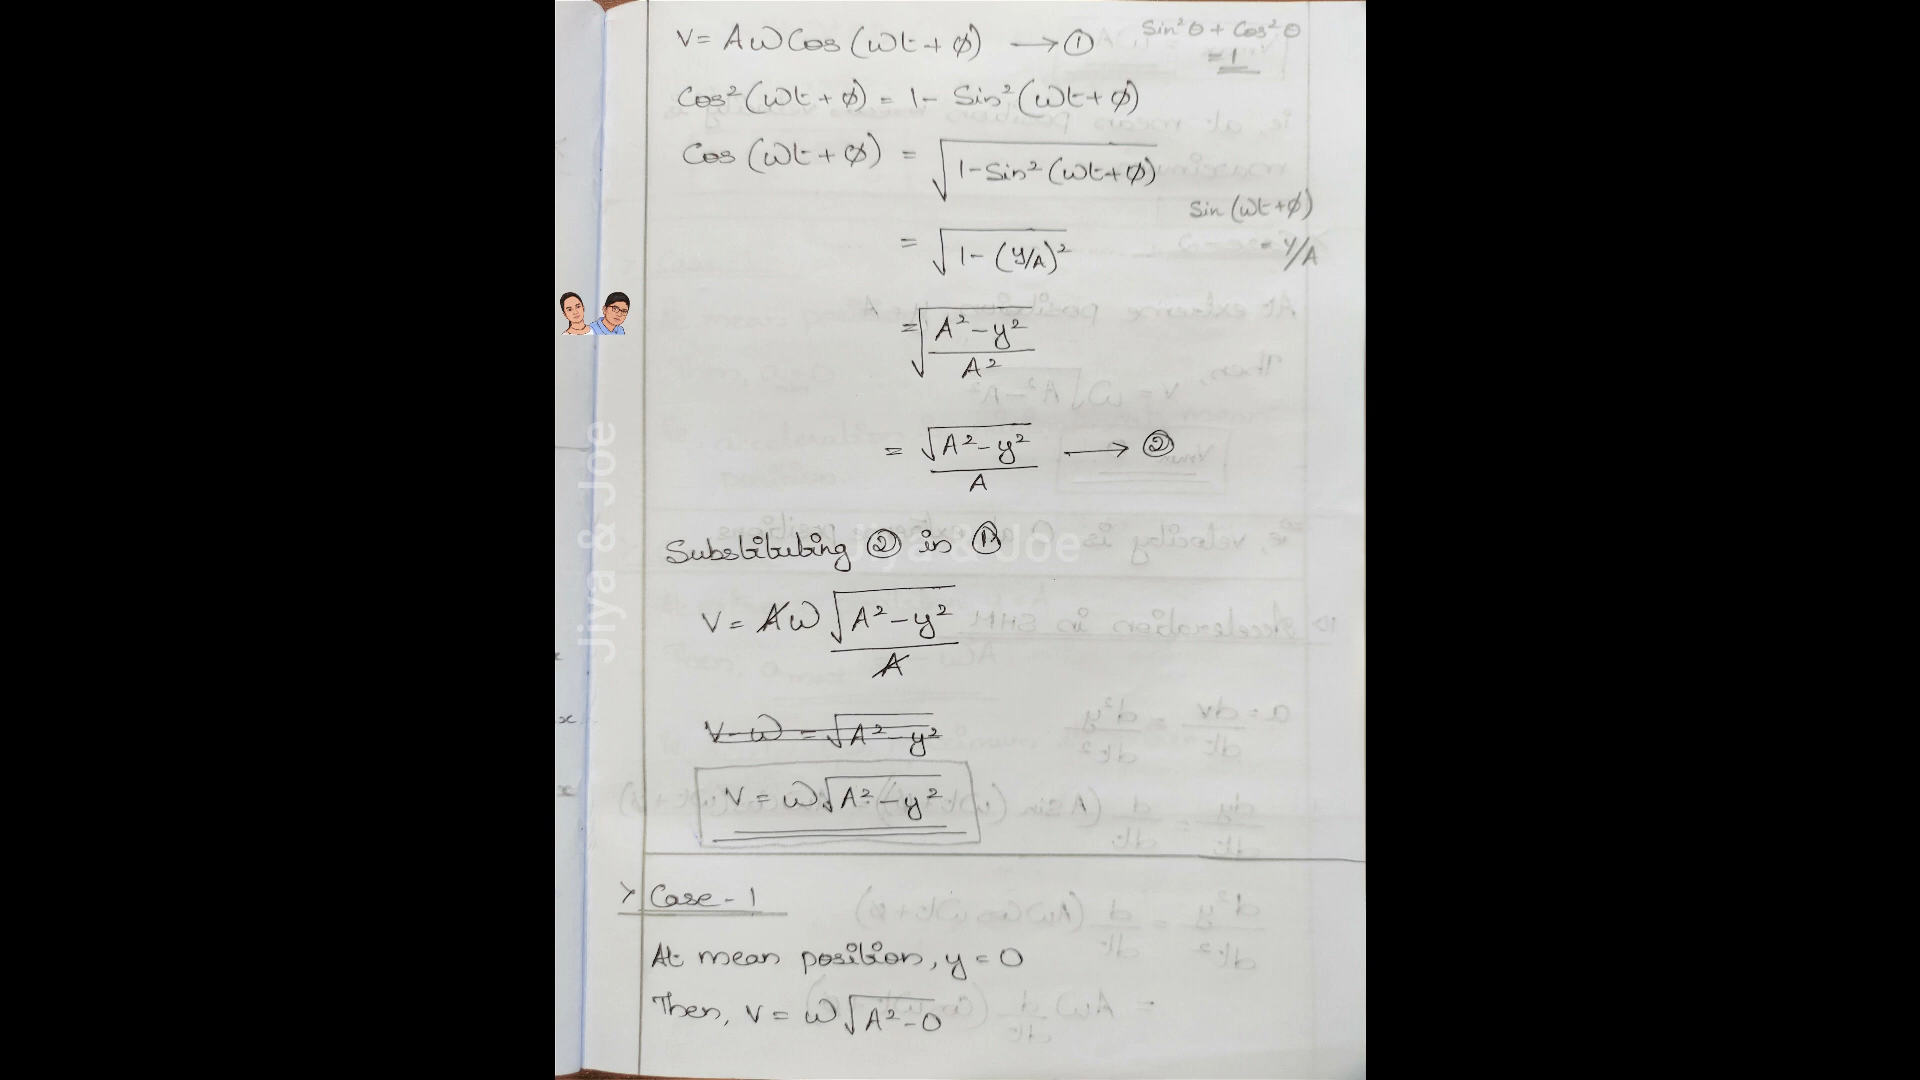 V = Aω Cos (ωt + φ) → ① Sin²θ + Cos²θ
= 1
Cos² (ωt + φ) = 1 - Sin² (ωt + φ)
Cos (ωt + φ) = √(1 - Sin² (ωt + φ))
Sin (ωt + φ)
= y/A
= √(1 - (y/A)²)
= √((A² - y²)/A²)
= √(A² - y²)/A → ②
Substituting ② in ①
V = Aω √(A² - y²)/A
V - ω = √(A² - y²)
V = ω√(A² - y²)
> Case - 1
At mean position, y = 0
Then, V = ω√(A² - 0)
Jiya & Joe
Jiya & Joe